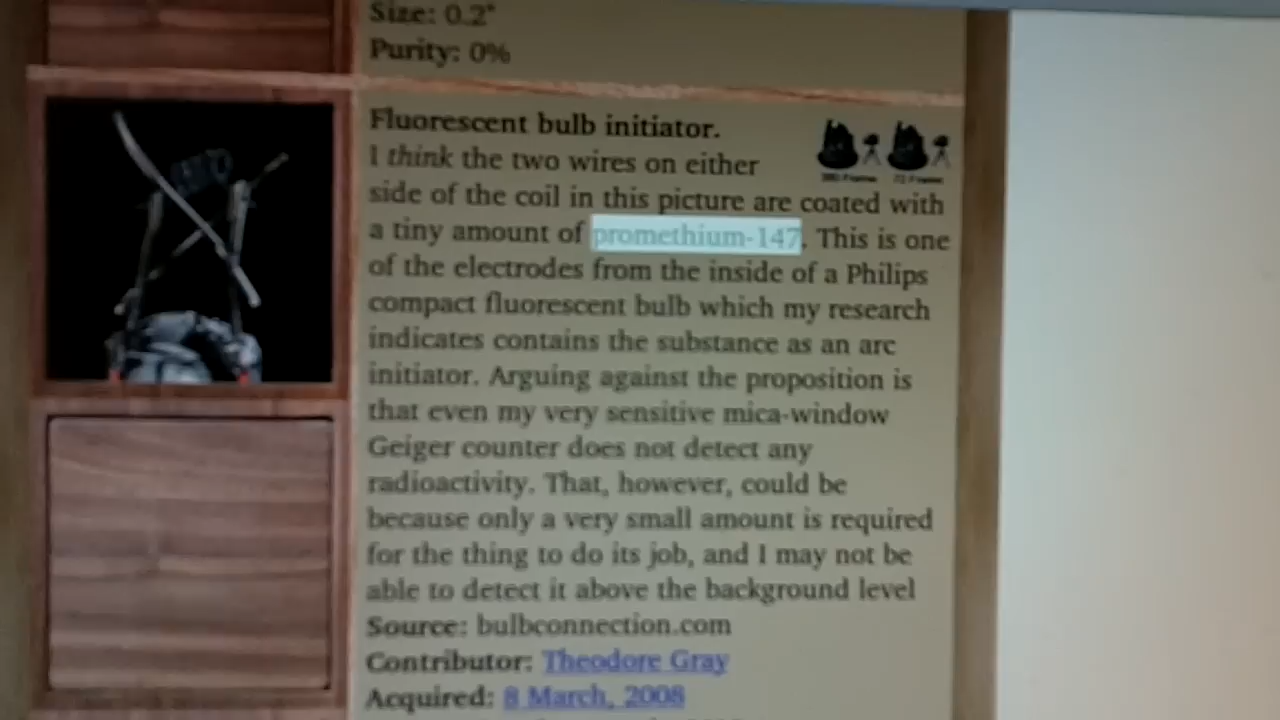 Size: 0.2"
Purity: 0%
Fluorescent bulb initiator.
I think the two wires on either
side of the coil in this picture are coated with
a tiny amount of promethium-147. This is one
of the electrodes from the inside of a Philips
compact fluorescent bulb which my research
indicates contains the substance as an arc
initiator. Arguing against the proposition is
that even my very sensitive mica-window
Geiger counter does not detect any
radioactivity. That, however, could be
because only a very small amount is required
for the thing to do its job, and I may not be
able to detect it above the background level
Source: bulbconnection.com
Contributor: Theodore Gray
Acquired: 8 March, 2008